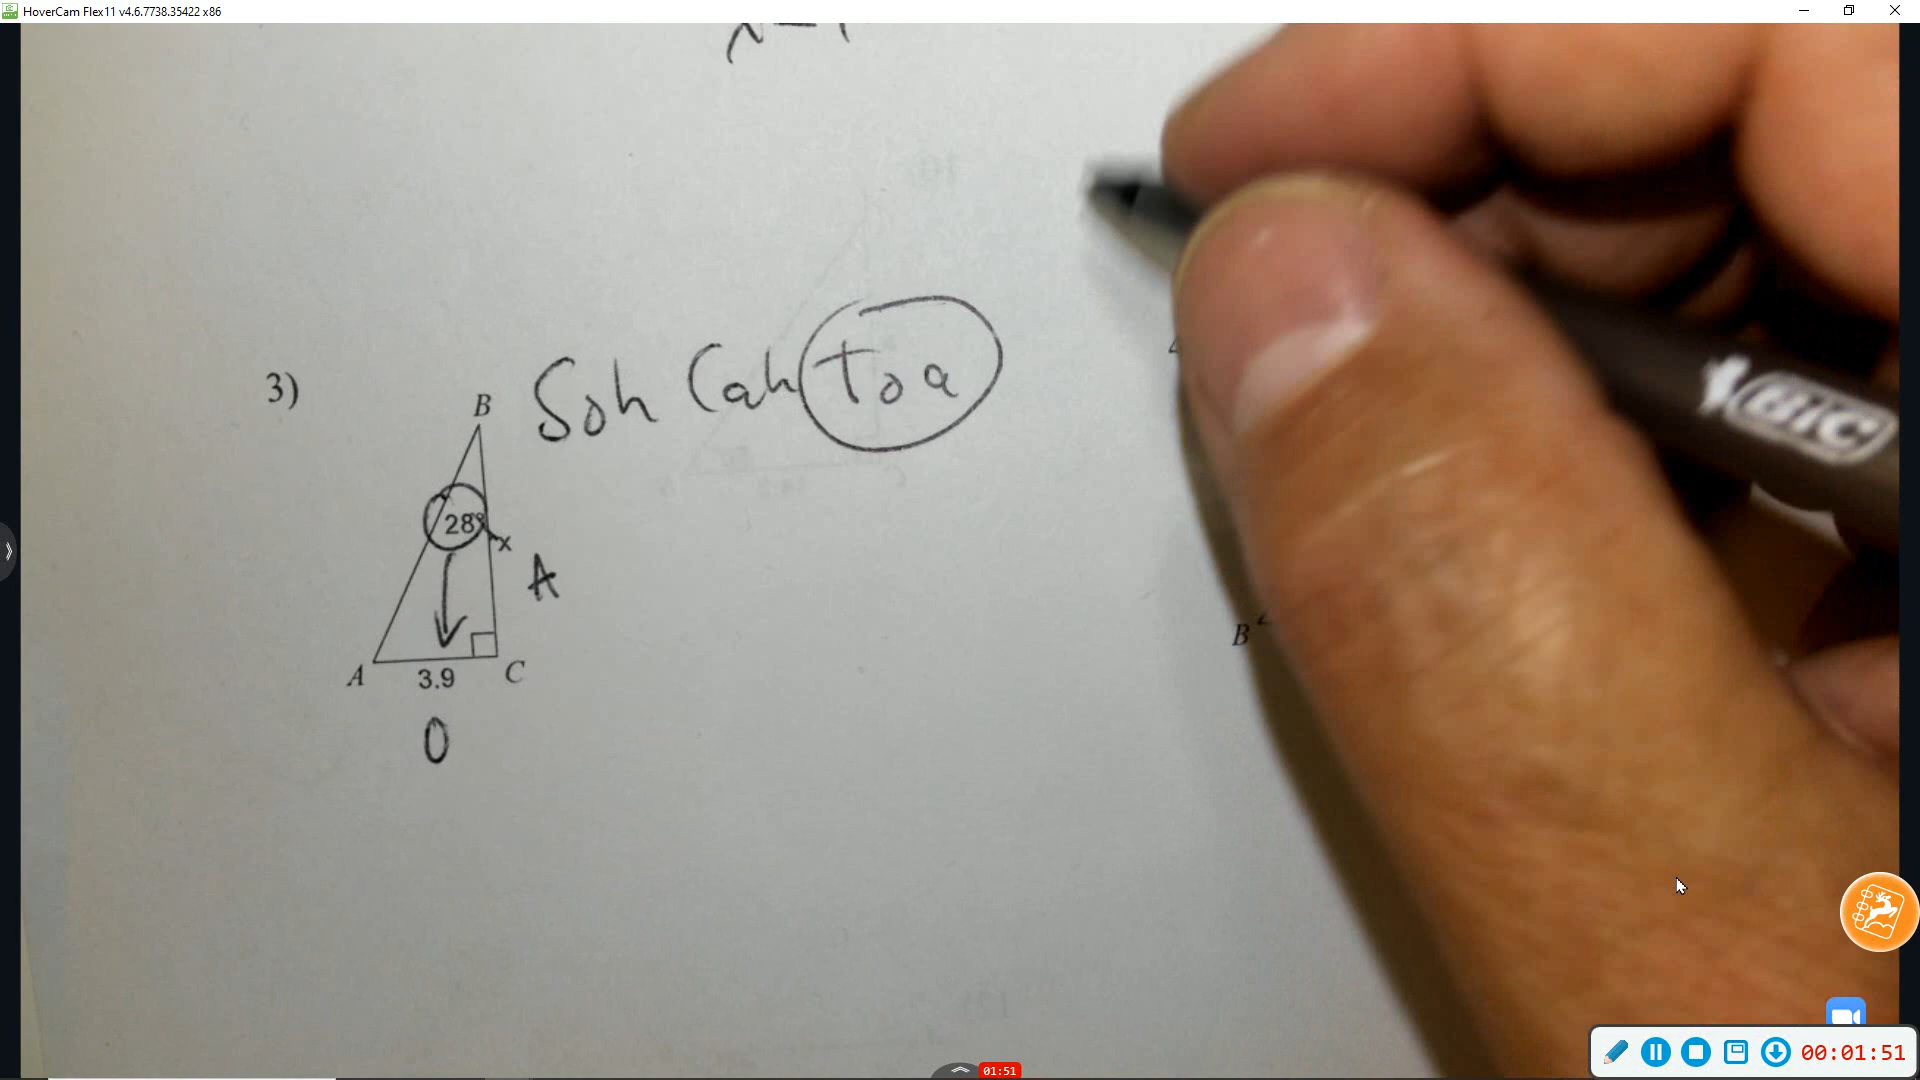 HoverCam Flex11 v4.6.7738.35422 x86
3)
Soh Cah Toa
B
28°
x
A
A
3.9
C
O
B
BIC
00:01:51
01:51